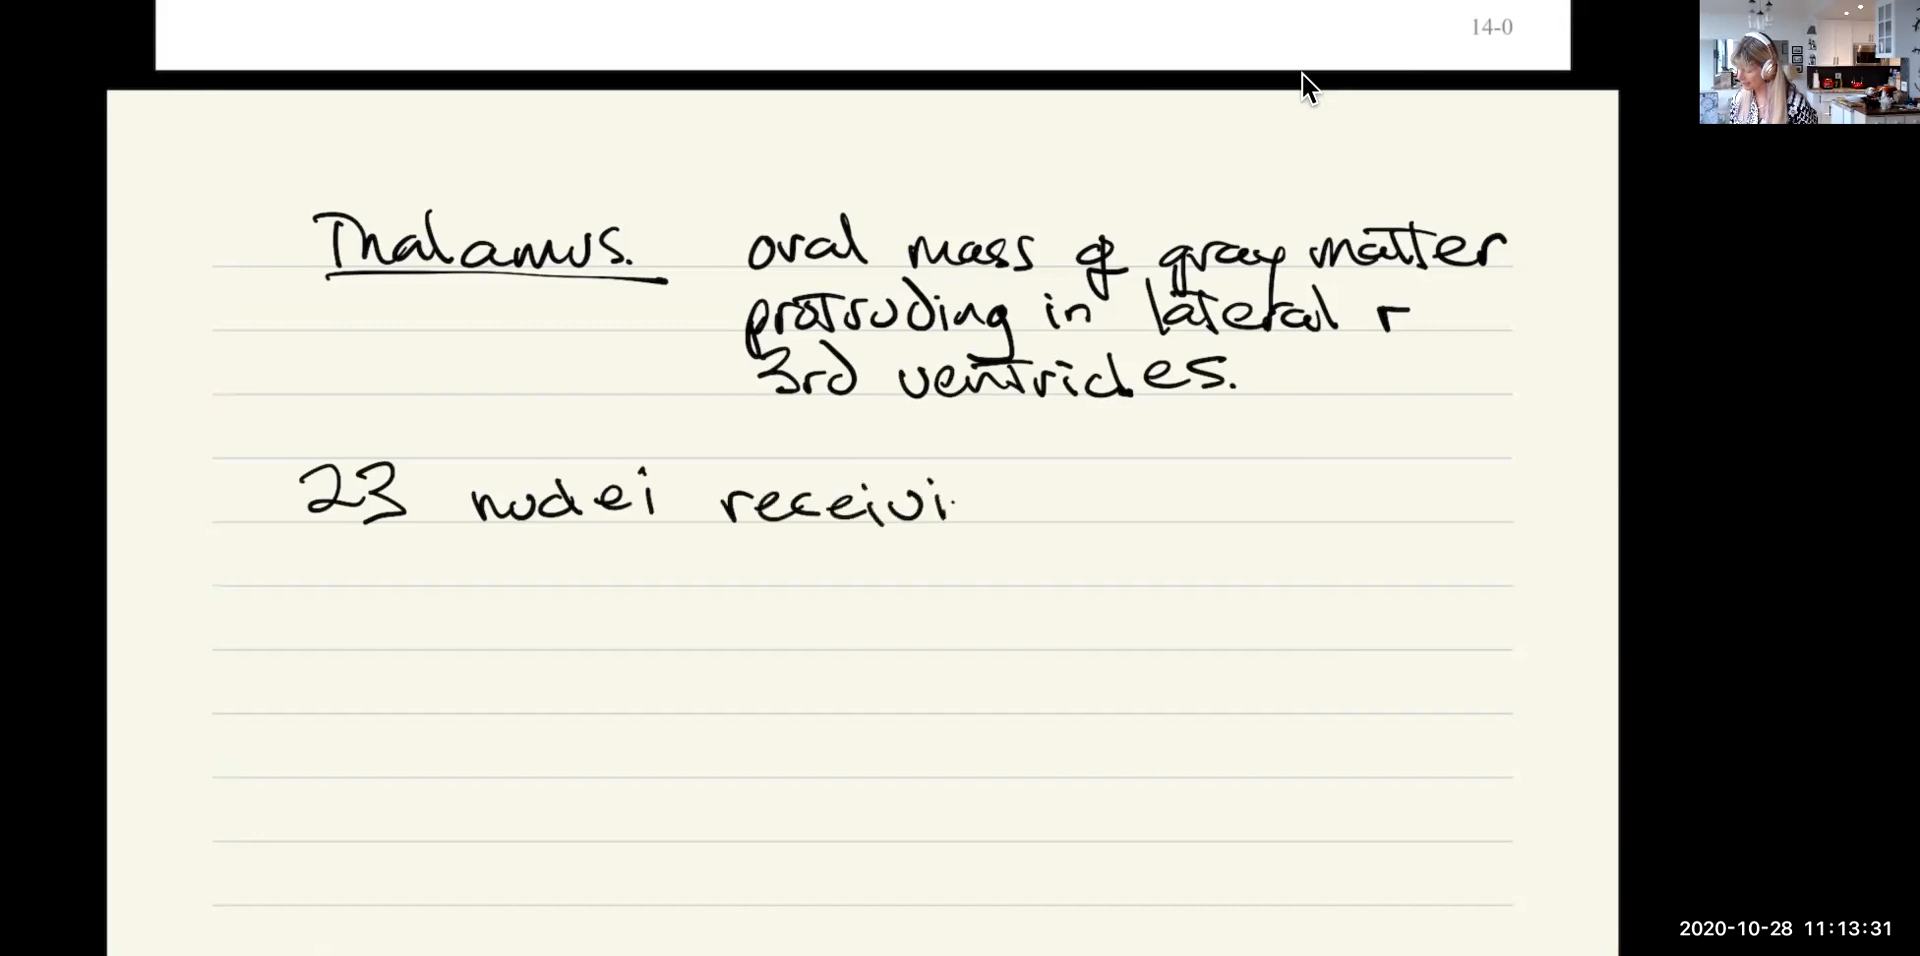 14-0
Thalamus. oval mass of gray matter
protruding in lateral +
3rd ventricles.
23 nuclei receivi
2020-10-28 11:13:31